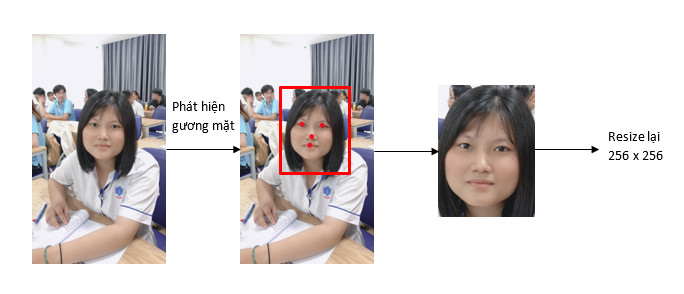 Phát hiện
gương mặt
Resize lại
256 x 256